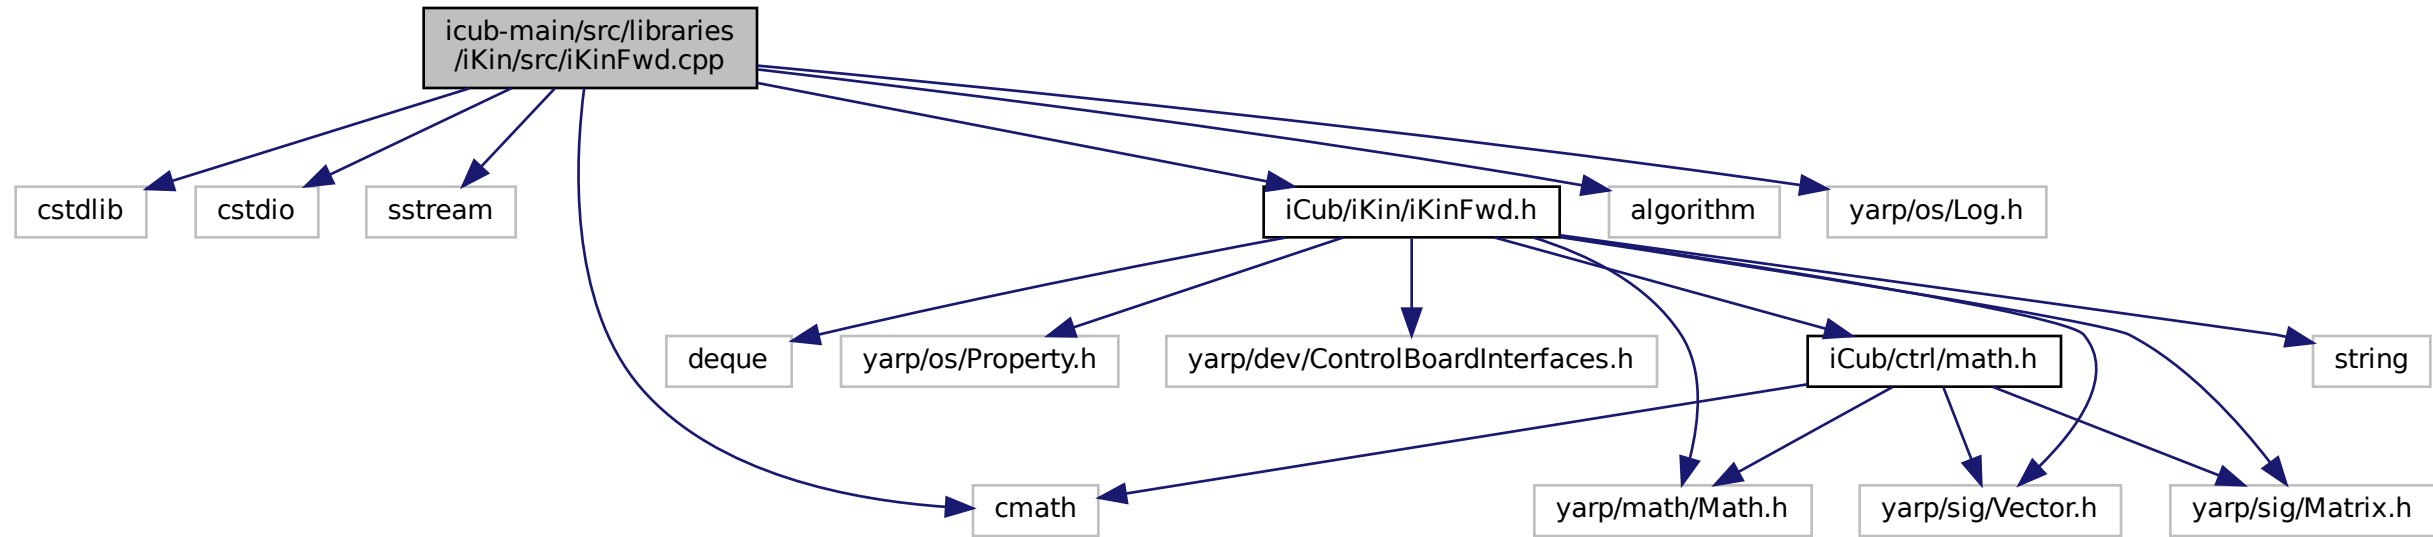 icub-main/src/libraries
/iKin/src/iKinFwd.cpp
cstdlib
cstdio
sstream
iCub/iKin/iKinFwd.h
algorithm
yarp/os/Log.h
deque
yarp/os/Property.h
yarp/dev/ControlBoardInterfaces.h
iCub/ctrl/math.h
string
cmath
yarp/math/Math.h
yarp/sig/Vector.h
yarp/sig/Matrix.h